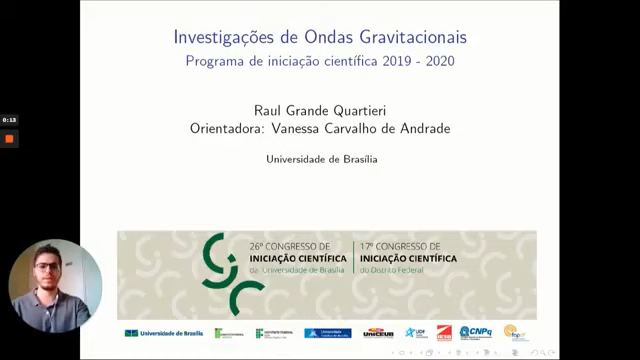 Investigações de Ondas Gravitacionais
Programa de iniciação científica 2019 - 2020
0:13
Raul Grande Quartieri
Orientadora: Vanessa Carvalho de Andrade
Universidade de Brasília
26º CONGRESSO DE
INICIAÇÃO CIENTÍFICA
da Universidade de Brasília
17º CONGRESSO DE
INICIAÇÃO CIENTÍFICA
do Distrito Federal
Universidade de Brasília
UniCEUB
UDF
CNPq